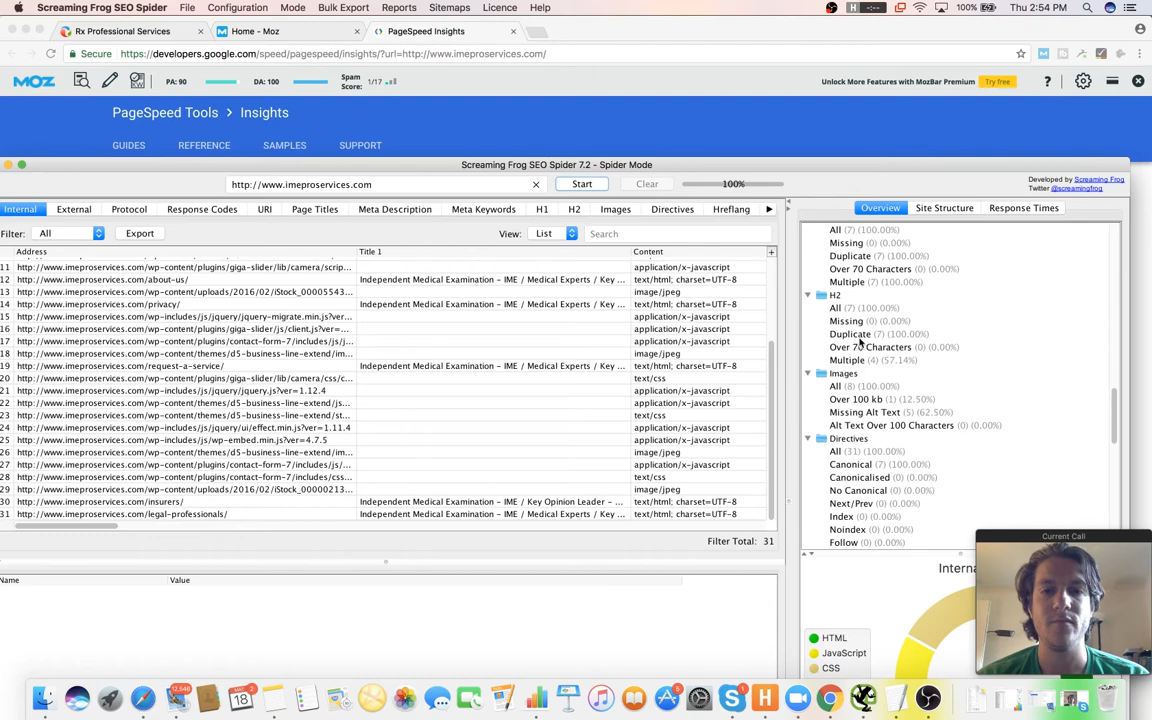 Screaming Frog SEO Spider File Configuration Mode Bulk Export Reports Sitemaps Licence Help 100% Thu 2:54 PM
Rx Professional Services Home - Moz PageSpeed Insights
Secure https://developers.google.com/speed/pagespeed/insights/?url=http://www.imeproservices.com/
MOZ PA: 90 DA: 100 Spam Score: 1/17 Unlock More Features with MozBar Premium Try free ?
PageSpeed Tools > Insights
GUIDES REFERENCE SAMPLES SUPPORT
Screaming Frog SEO Spider 7.2 - Spider Mode
http://www.imeproservices.com Start Clear 100% Developed by Screaming Frog
Twitter @screamingfrog
Internal External Protocol Response Codes URI Page Titles Meta Description Meta Keywords H1 H2 Images Directives Hreflang
Filter: All Export View: List Search
Address Title 1 Content
11 http://www.imeproservices.com/wp-content/plugins/giga-slider/lib/camera/scrip... application/x-javascript
12 http://www.imeproservices.com/about-us/ Independent Medical Examination - IME / Medical Experts / Key ... text/html; charset=UTF-8
13 http://www.imeproservices.com/wp-content/uploads/2016/02/iStock_00005543... image/jpeg
14 http://www.imeproservices.com/privacy/ Independent Medical Examination - IME / Medical Experts / Key ... text/html; charset=UTF-8
15 http://www.imeproservices.com/wp-includes/js/jquery/jquery-migrate.min.js?ver... application/x-javascript
16 http://www.imeproservices.com/wp-content/plugins/giga-slider/js/client.js?ver=... application/x-javascript
17 http://www.imeproservices.com/wp-content/plugins/contact-form-7/includes/js/j... application/x-javascript
18 http://www.imeproservices.com/wp-content/themes/d5-business-line-extend/im... image/jpeg
19 http://www.imeproservices.com/request-a-service/ Independent Medical Examination - IME / Medical Experts / Key ... text/html; charset=UTF-8
20 http://www.imeproservices.com/wp-content/plugins/giga-slider/lib/camera/css/c... text/css
21 http://www.imeproservices.com/wp-includes/js/jquery/jquery.js?ver=1.12.4 application/x-javascript
22 http://www.imeproservices.com/wp-content/themes/d5-business-line-extend/js... application/x-javascript
23 http://www.imeproservices.com/wp-content/themes/d5-business-line-extend/st... text/css
24 http://www.imeproservices.com/wp-includes/js/jquery/ui/effect.min.js?ver=1.11.4 application/x-javascript
25 http://www.imeproservices.com/wp-includes/js/wp-embed.min.js?ver=4.7.5 application/x-javascript
26 http://www.imeproservices.com/wp-content/themes/d5-business-line-extend/im... image/jpeg
27 http://www.imeproservices.com/wp-content/plugins/contact-form-7/includes/js/... application/x-javascript
28 http://www.imeproservices.com/wp-content/plugins/contact-form-7/includes/css... text/css
29 http://www.imeproservices.com/wp-content/uploads/2016/02/iStock_00000213... image/jpeg
30 http://www.imeproservices.com/insurers/ Independent Medical Examination - IME / Key Opinion Leader - ... text/html; charset=UTF-8
31 http://www.imeproservices.com/legal-professionals/ Independent Medical Examination - IME / Medical Experts / Key ... text/html; charset=UTF-8
Filter Total: 31
Name Value
Overview Site Structure Response Times
All (7) (100.00%)
Missing (0) (0.00%)
Duplicate (7) (100.00%)
Over 70 Characters (0) (0.00%)
Multiple (7) (100.00%)
H2
All (7) (100.00%)
Missing (0) (0.00%)
Duplicate (7) (100.00%)
Over 70 Characters (0) (0.00%)
Multiple (4) (57.14%)
Images
All (8) (100.00%)
Over 100 kb (1) (12.50%)
Missing Alt Text (5) (62.50%)
Alt Text Over 100 Characters (0) (0.00%)
Directives
All (31) (100.00%)
Canonical (7) (100.00%)
Canonicalised (0) (0.00%)
No Canonical (0) (0.00%)
Next/Prev (0) (0.00%)
Index (0) (0.00%)
Noindex (0) (0.00%)
Follow (0) (0.00%)
Current Call
Interna
HTML
JavaScript
CSS
12,546
MAY 18